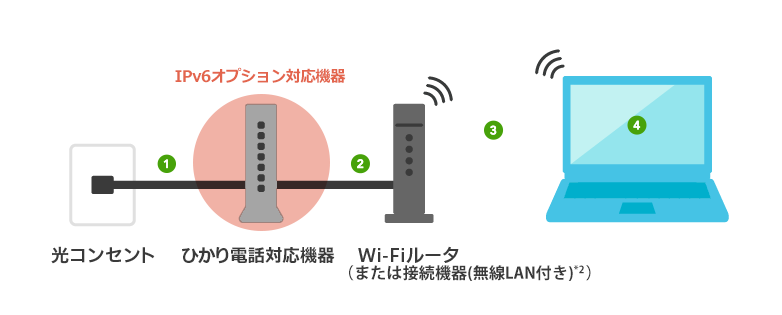 IPv6オプション対応機器
1
2
3
4
光コンセント
ひかり電話対応機器
Wi-Fiルータ
(または接続機器(無線LAN付き)*2)